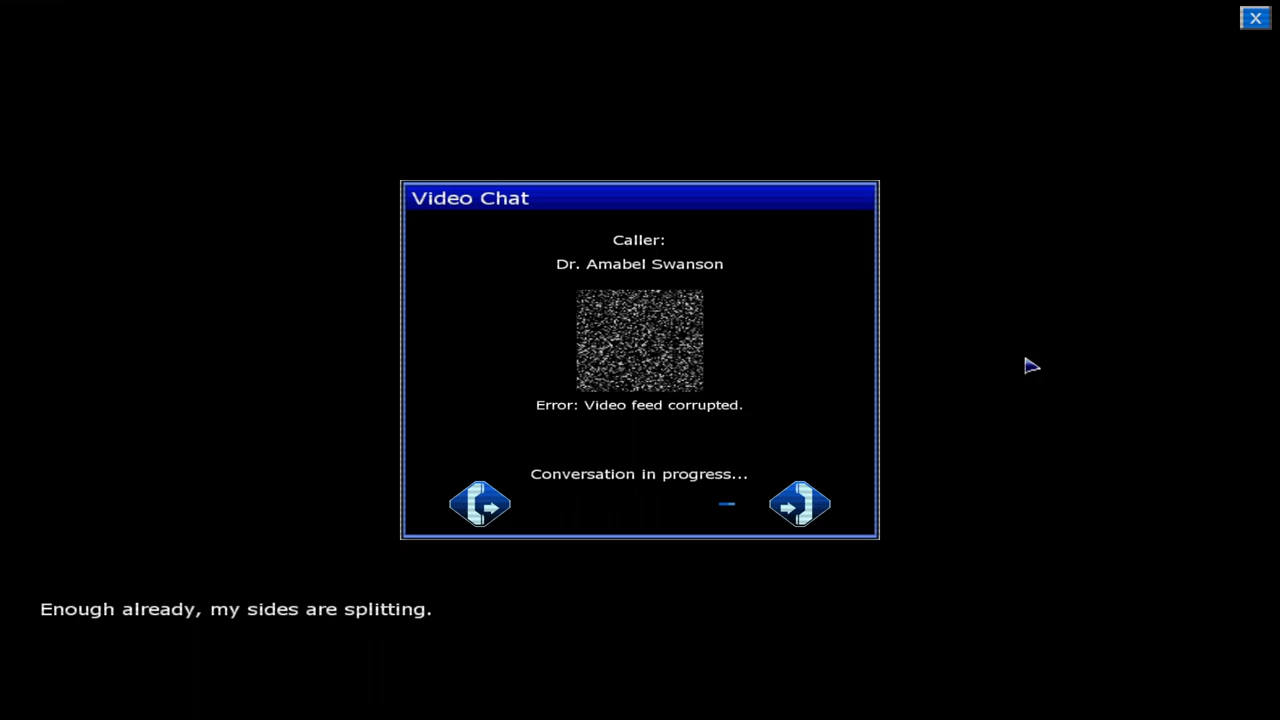 X
Video Chat
Caller:
Dr. Amabel Swanson
Error: Video feed corrupted.
Conversation in progress...
Enough already, my sides are splitting.